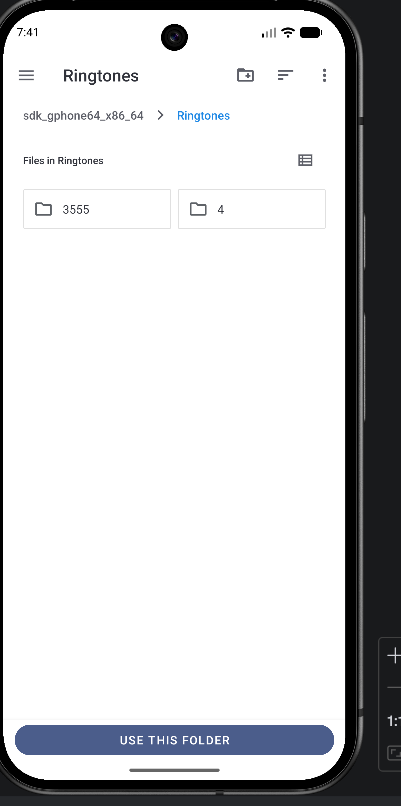 7:41
Ringtones
sdk_gphone64_x86_64 > Ringtones
Files in Ringtones
3555
4
USE THIS FOLDER